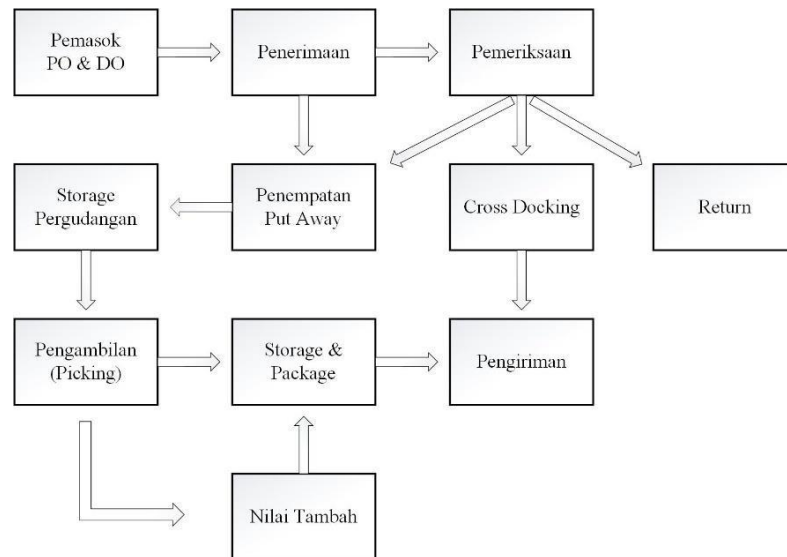 Pemasok
PO & DO
Penerimaan
Pemeriksaan
Storage
Pergudangan
Penempatan
Put Away
Cross Docking
Return
Pengambilan
(Picking)
Storage &
Package
Pengiriman
Nilai Tambah